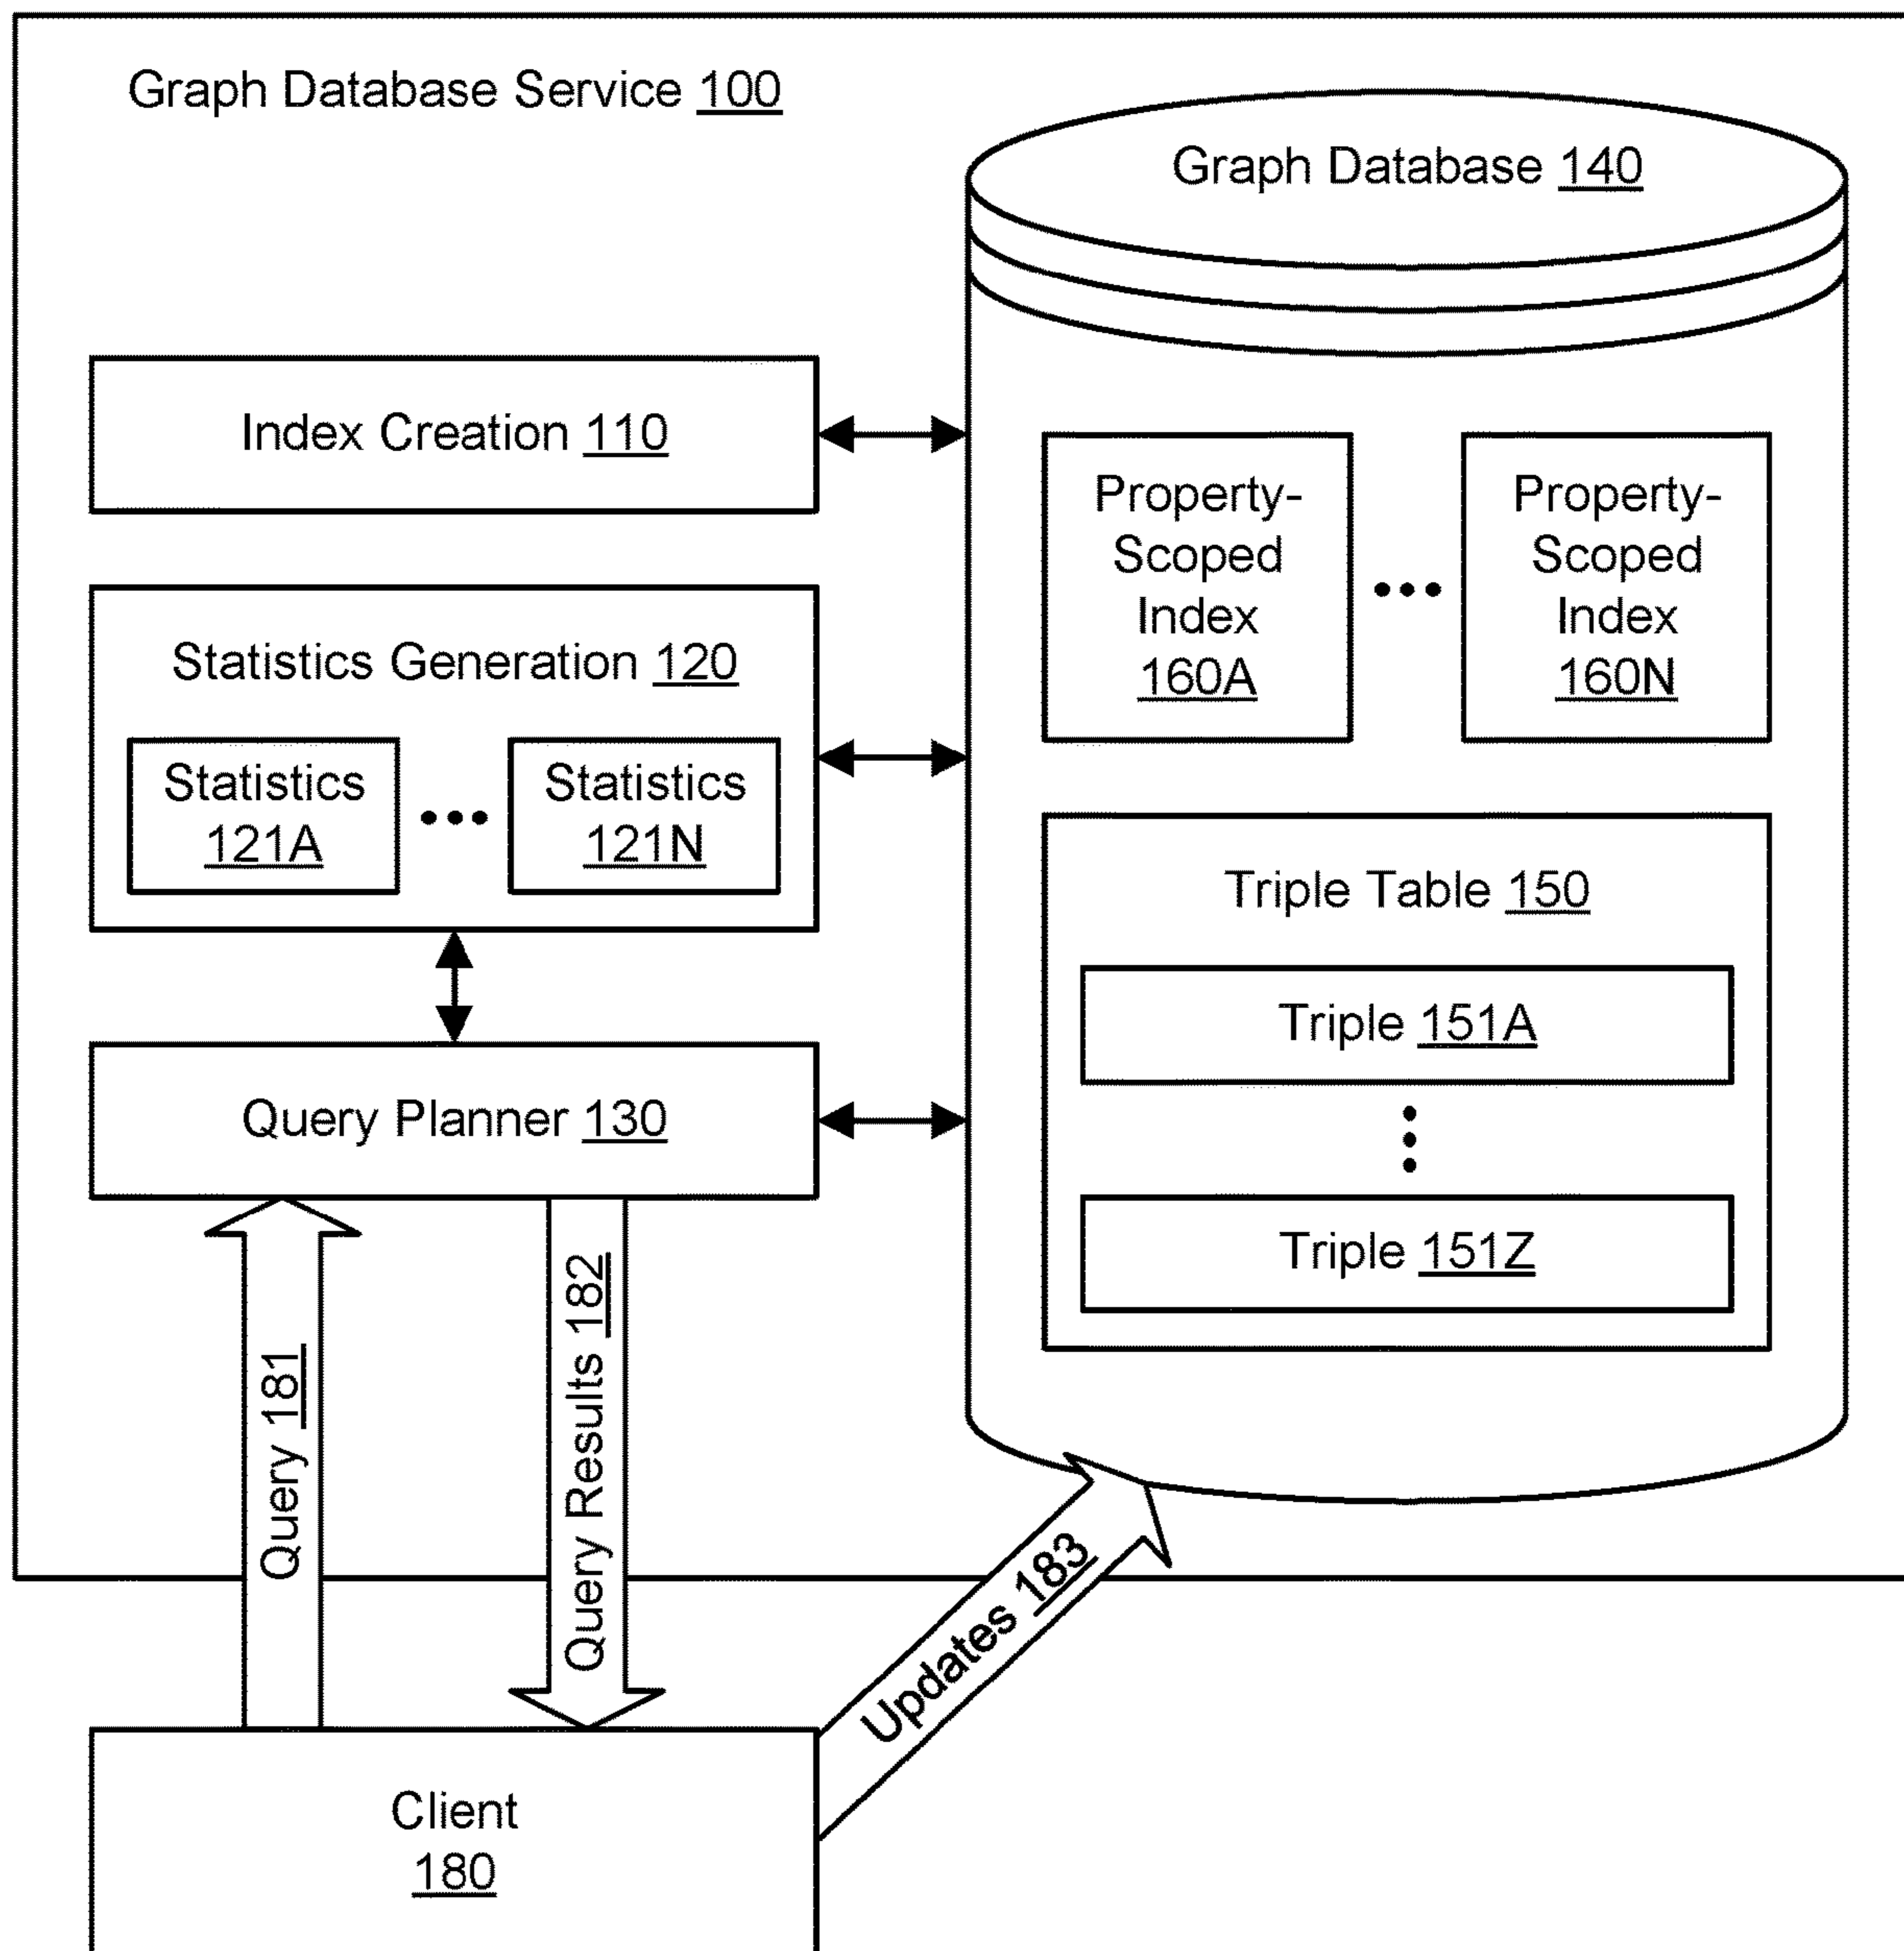 Graph Database Service 100
Graph Database 140
Index Creation 110
Property-
Scoped
Index
160A
Property-
Scoped
Index
160N
Statistics Generation 120
Statistics
121A
Statistics
121N
Triple Table 150
Triple 151A
Triple 151Z
Query Planner 130
Query 181
Query Results 182
Updates 183
Client
180